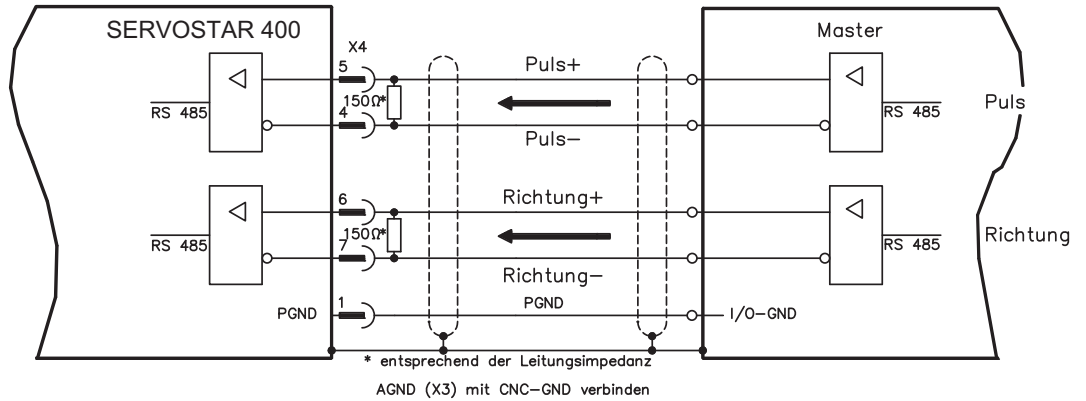 SERVOSTAR 400
X4
Master
5
Puls+
150Ω*
RS 485
RS 485
Puls
4
Puls−
6
Richtung+
150Ω*
RS 485
RS 485
Richtung
7
Richtung−
PGND
1
PGND
I/O−GND
* entsprechend der Leitungsimpedanz
AGND (X3) mit CNC−GND verbinden